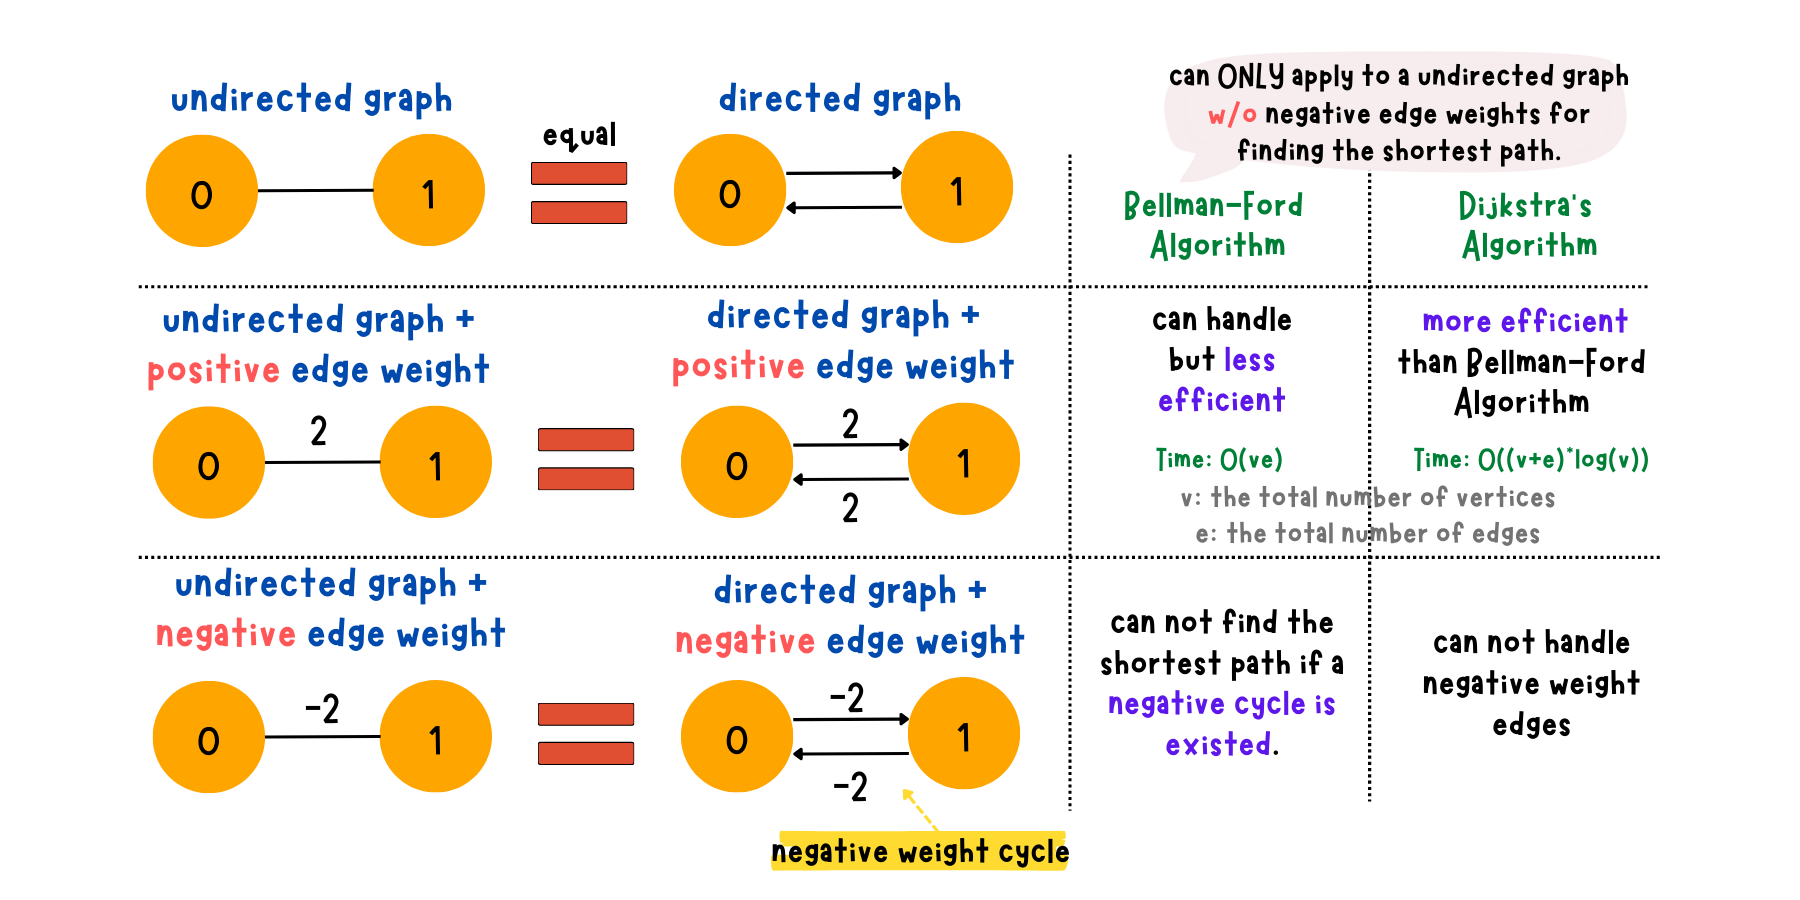 undirected graph
0
1
equal
directed graph
0
1
can ONLY apply to a undirected graph
w/o negative edge weights for
finding the shortest path.
Bellman-Ford
Algorithm
Dijkstra's
Algorithm
undirected graph +
positive edge weight
0
2
1
directed graph +
positive edge weight
0
2
2
1
can handle
but less
efficient
Time: O(ve)
more efficient
than Bellman-Ford
Algorithm
Time: O((v+e)*log(v))
v: the total number of vertices
e: the total number of edges
undirected graph +
negative edge weight
0
-2
1
directed graph +
negative edge weight
0
-2
-2
1
negative weight cycle
can not find the
shortest path if a
negative cycle is
existed.
can not handle
negative weight
edges